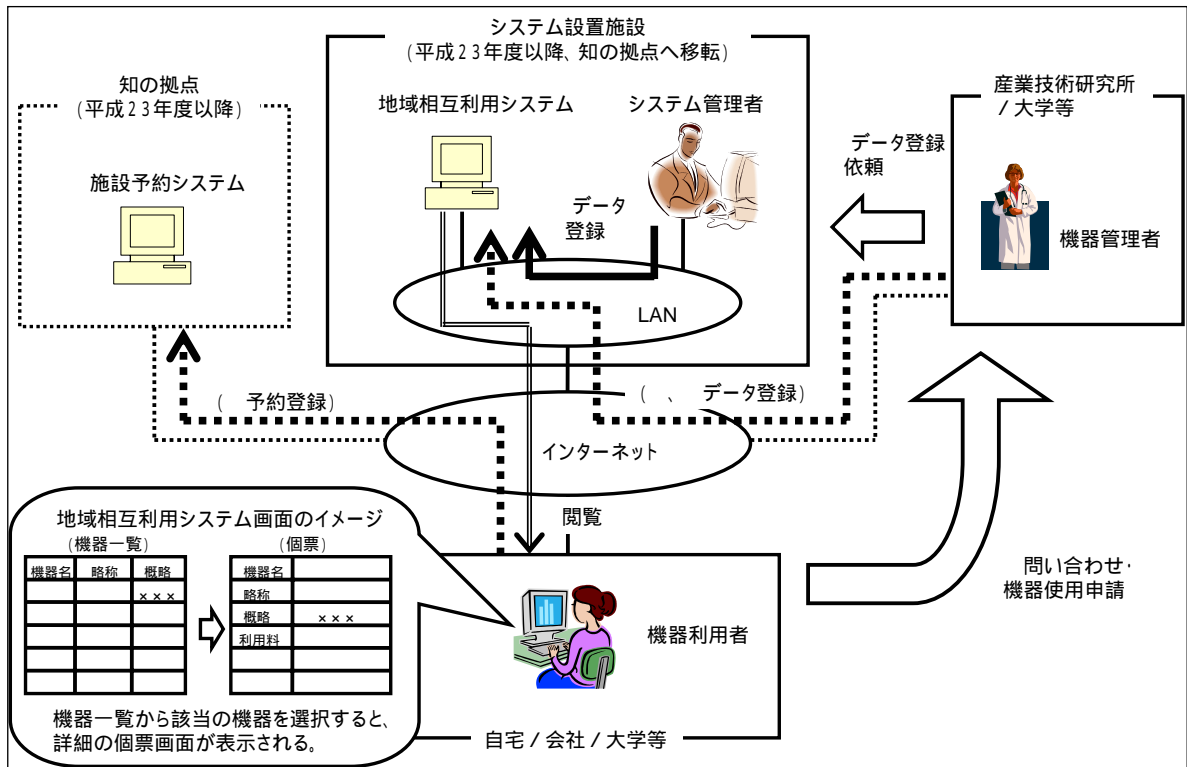 システム設置施設
(平成23年度以降、知の拠点へ移転)
知の拠点
(平成23年度以降)
施設予約システム
地域相互利用システム
システム管理者
データ
登録
LAN
産業技術研究所
/大学等
機器管理者
データ登録
依頼
( 予約登録)
( 、 データ登録)
インターネット
閲覧
問い合わせ・
機器使用申請
地域相互利用システム画面のイメージ
(機器一覧)
(個票)
機器名 略称 概略
×××
機器名
略称
概略 ×××
利用料
機器一覧から該当の機器を選択すると、
詳細の個票画面が表示される。
機器利用者
自宅/会社/大学等